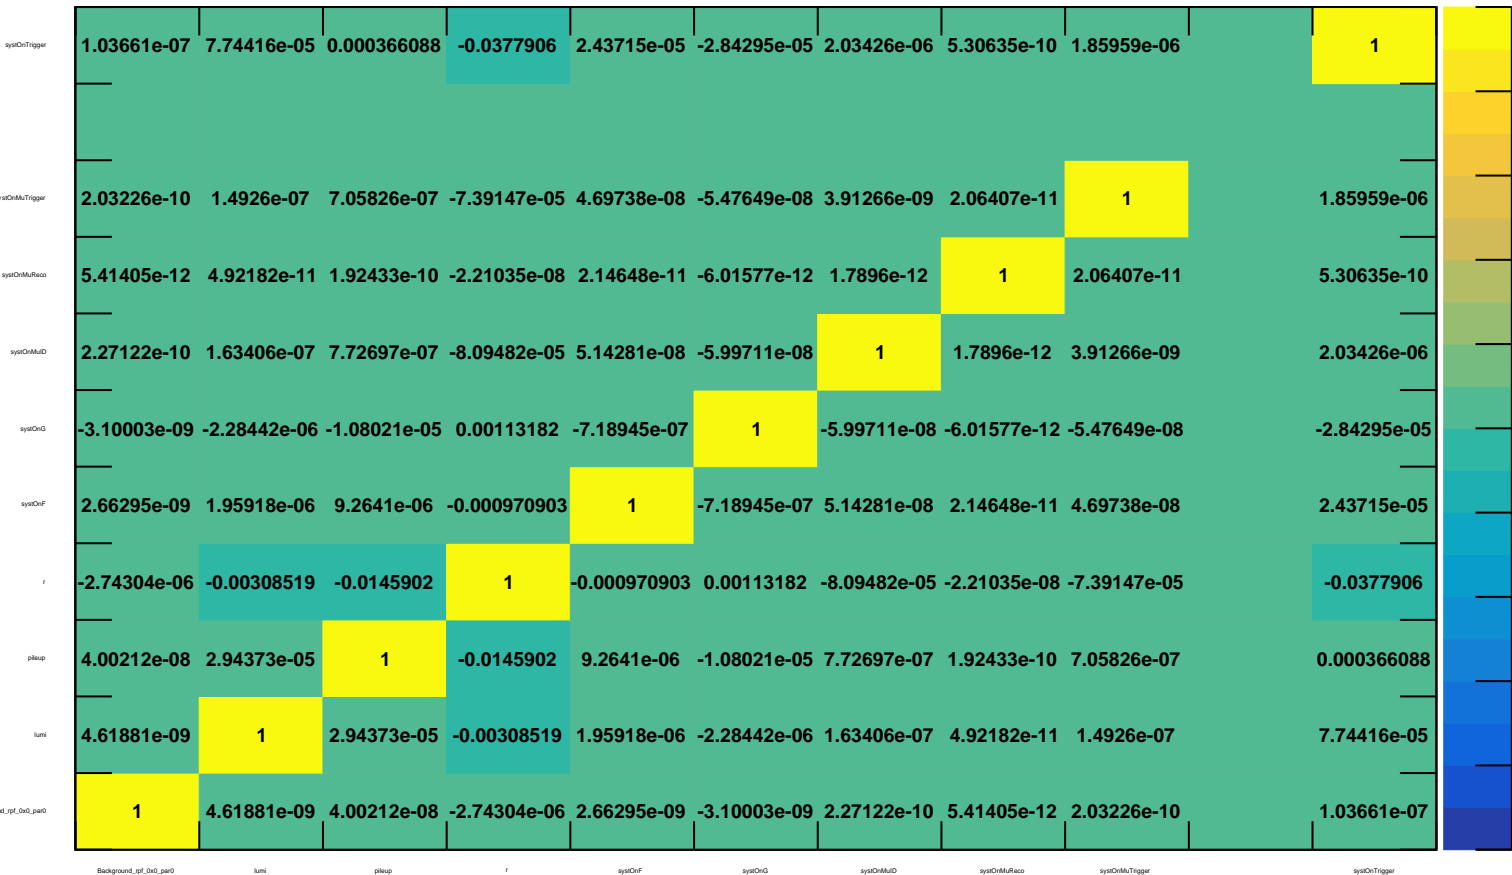 systOnTrigger 1.03661e-07 7.74416e-05 0.000366088 -0.0377906 2.43715e-05 -2.84295e-05 2.03426e-06 5.30635e-10 1.85959e-06 1
ystOnMuTrigger 2.03226e-10 1.4926e-07 7.05826e-07 -7.39147e-05 4.69738e-08 -5.47649e-08 3.91266e-09 2.06407e-11 1 1.85959e-06
systOnMuReco 5.41405e-12 4.92182e-11 1.92433e-10 -2.21035e-08 2.14648e-11 -6.01577e-12 1.7896e-12 1 2.06407e-11 5.30635e-10
systOnMuID 2.27122e-10 1.63406e-07 7.72697e-07 -8.09482e-05 5.14281e-08 -5.99711e-08 1 1.7896e-12 3.91266e-09 2.03426e-06
systOnG -3.10003e-09 -2.28442e-06 -1.08021e-05 0.00113182 -7.18945e-07 1 -5.99711e-08 -6.01577e-12 -5.47649e-08 -2.84295e-05
systOnF 2.66295e-09 1.95918e-06 9.2641e-06 -0.000970903 1 -7.18945e-07 5.14281e-08 2.14648e-11 4.69738e-08 2.43715e-05
r -2.74304e-06 -0.00308519 -0.0145902 1 -0.000970903 0.00113182 -8.09482e-05 -2.21035e-08 -7.39147e-05 -0.0377906
pileup 4.00212e-08 2.94373e-05 1 -0.0145902 9.2641e-06 -1.08021e-05 7.72697e-07 1.92433e-10 7.05826e-07 0.000366088
lumi 4.61881e-09 1 2.94373e-05 -0.00308519 1.95918e-06 -2.28442e-06 1.63406e-07 4.92182e-11 1.4926e-07 7.74416e-05
d_rpf_0x0_par0 1 4.61881e-09 4.00212e-08 -2.74304e-06 2.66295e-09 -3.10003e-09 2.27122e-10 5.41405e-12 2.03226e-10 1.03661e-07
Background_rpf_0x0_par0 lumi pileup r systOnF systOnG systOnMuID systOnMuReco systOnMuTrigger systOnTrigger